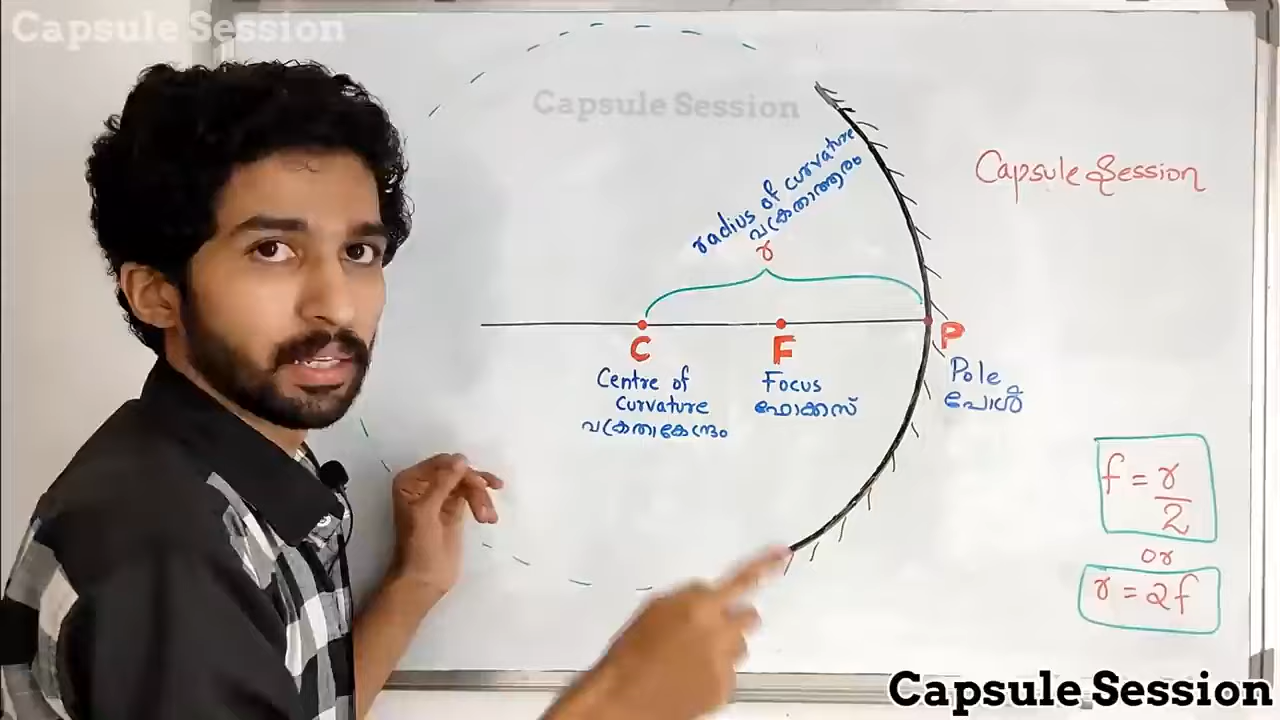 Capsule Session
Capsule Session
Capsule Session
radius of curvature
വക്രതാത്തരം
r
C
F
P
Centre of
curvature
വക്രതാകേന്ദ്രം
Focus
ഫോക്കസ്
Pole
പോൾ
f = r/2
or
r = 2f
Capsule Session